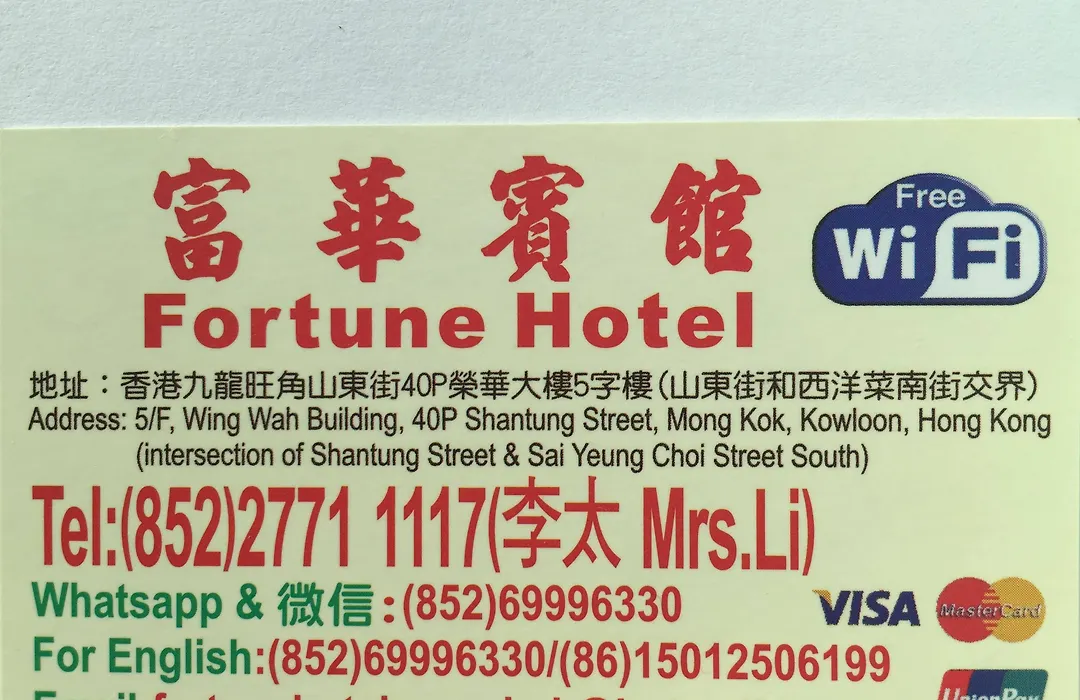 富華賓館
Free
Wi Fi
Fortune Hotel
地址：香港九龍旺角山東街40P榮華大樓5字樓(山東街和西洋菜南街交界)
Address: 5/F, Wing Wah Building, 40P Shantung Street, Mong Kok, Kowloon, Hong Kong
(intersection of Shantung Street & Sai Yeung Choi Street South)
Tel:(852)2771 1117(李太 Mrs.Li)
Whatsapp & 微信:(852)69996330
VISA
MasterCard
For English:(852)69996330/(86)15012506199
UnionPay